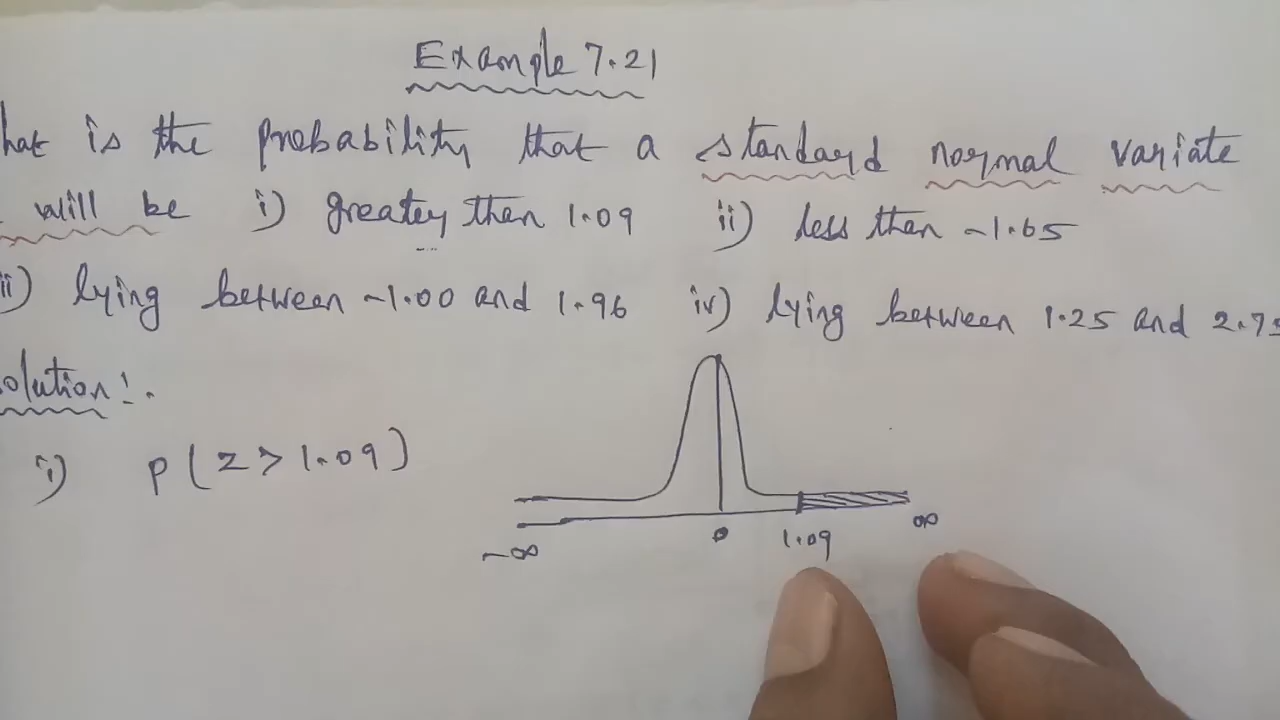 Example 7.21
hat is the probability that a standard normal variate
will be i) greater than 1.09 ii) less than -1.65
ii) lying between -1.00 and 1.96 iv) lying between 1.25 and 2.75
olution:-
i) P(Z > 1.09)
-∞ 0 1.09 ∞